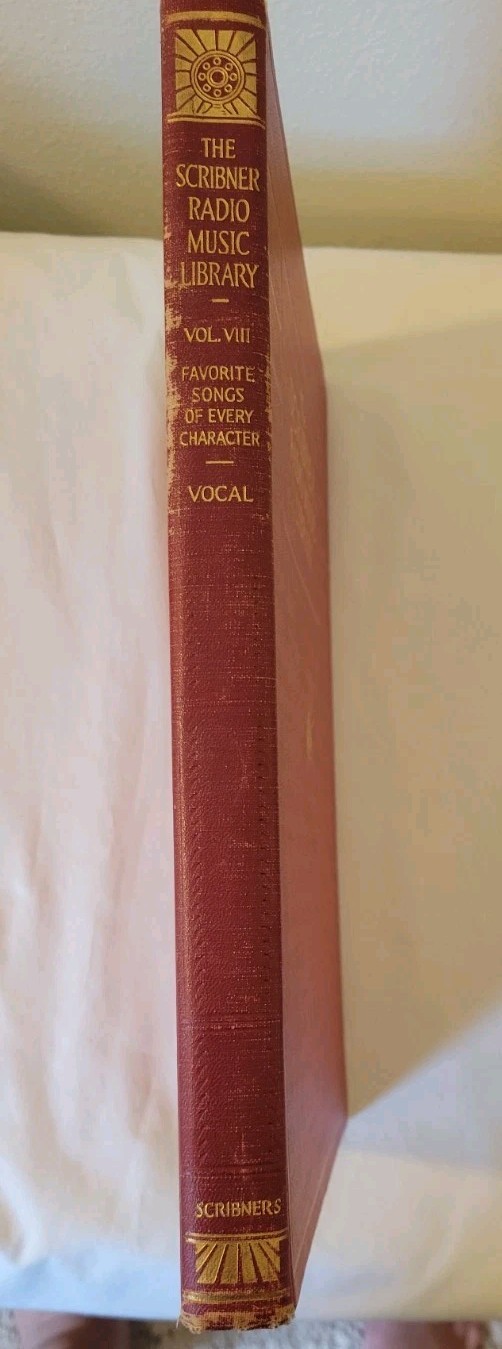 THE
SCRIBNER
RADIO
MUSIC
LIBRARY
VOL. VIII
FAVORITE
SONGS
OF EVERY
CHARACTER
VOCAL
SCRIBNERS